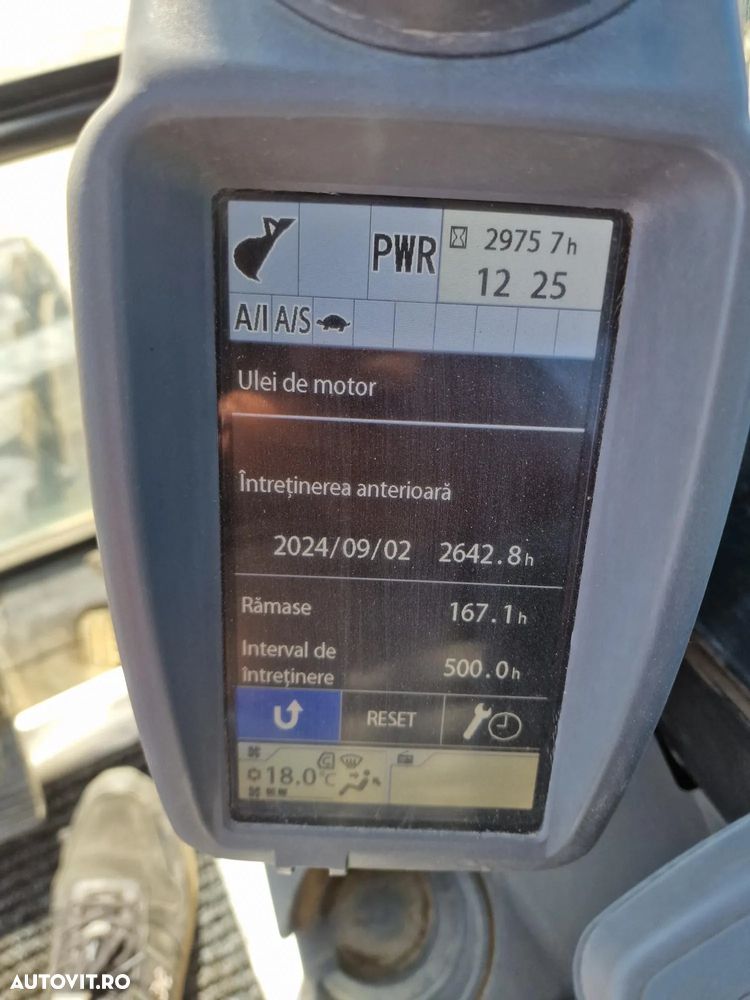 PWR
2975 7h
12 25
A/I A/S
Ulei de motor
Întreținerea anterioară
2024/09/02 2642.8h
Rămase 167.1h
Interval de
întreținere 500.0h
RESET
18.0°C
AUTOVIT.RO